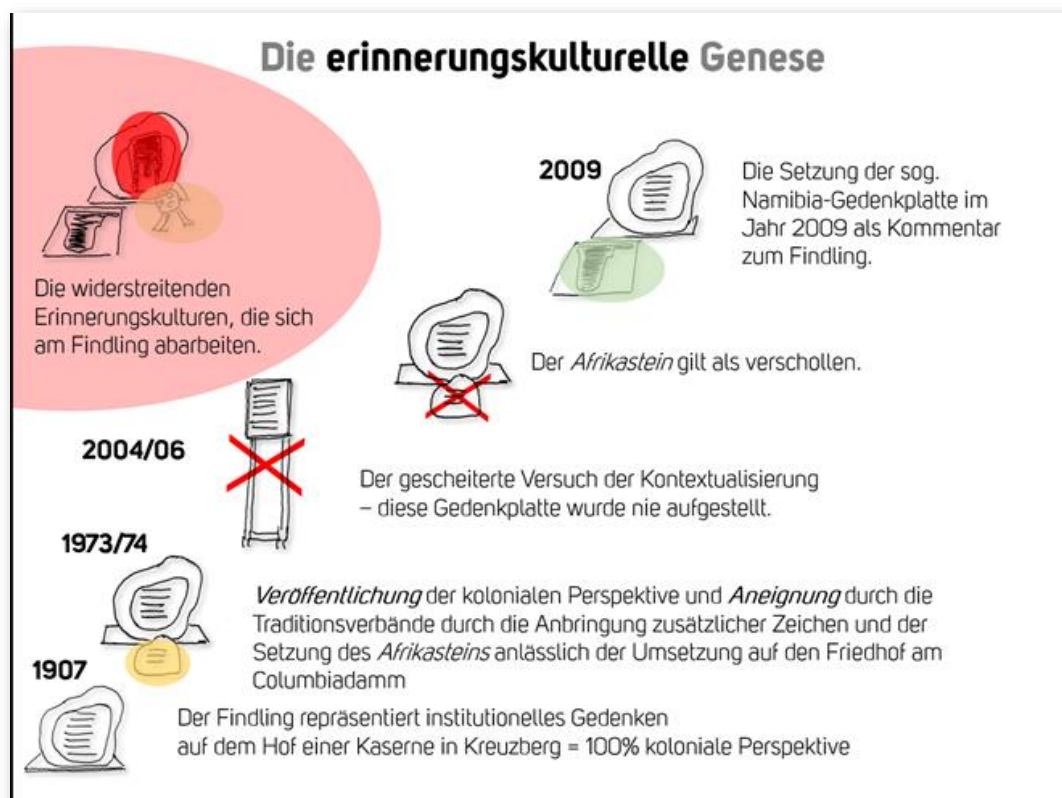 Die erinnerungskulturelle Genese
2009
Die Setzung der sog.
Namibia-Gedenkplatte im
Jahr 2009 als Kommentar
zum Findling.
Die widerstreitenden
Erinnerungskulturen, die sich
am Findling abarbeiten.
Der Afrikastein gilt als verschollen.
2004/06
Der gescheiterte Versuch der Kontextualisierung
– diese Gedenkplatte wurde nie aufgestellt.
1973/74
Veröffentlichung der kolonialen Perspektive und Aneignung durch die
Traditionsverbände durch die Anbringung zusätzlicher Zeichen und der
Setzung des Afrikasteins anlässlich der Umsetzung auf den Friedhof am
Columbiadamm
1907
Der Findling repräsentiert institutionelles Gedenken
auf dem Hof einer Kaserne in Kreuzberg = 100% koloniale Perspektive